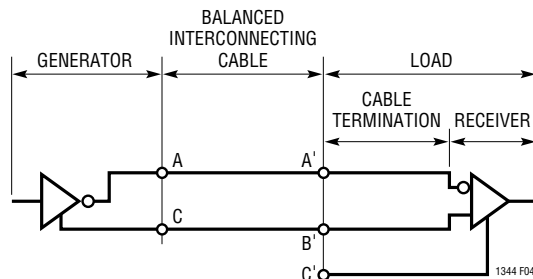 BALANCED
INTERCONNECTING
CABLE
GENERATOR
LOAD
CABLE
TERMINATION
RECEIVER
A
A'
C
B'
C'
1344 F04